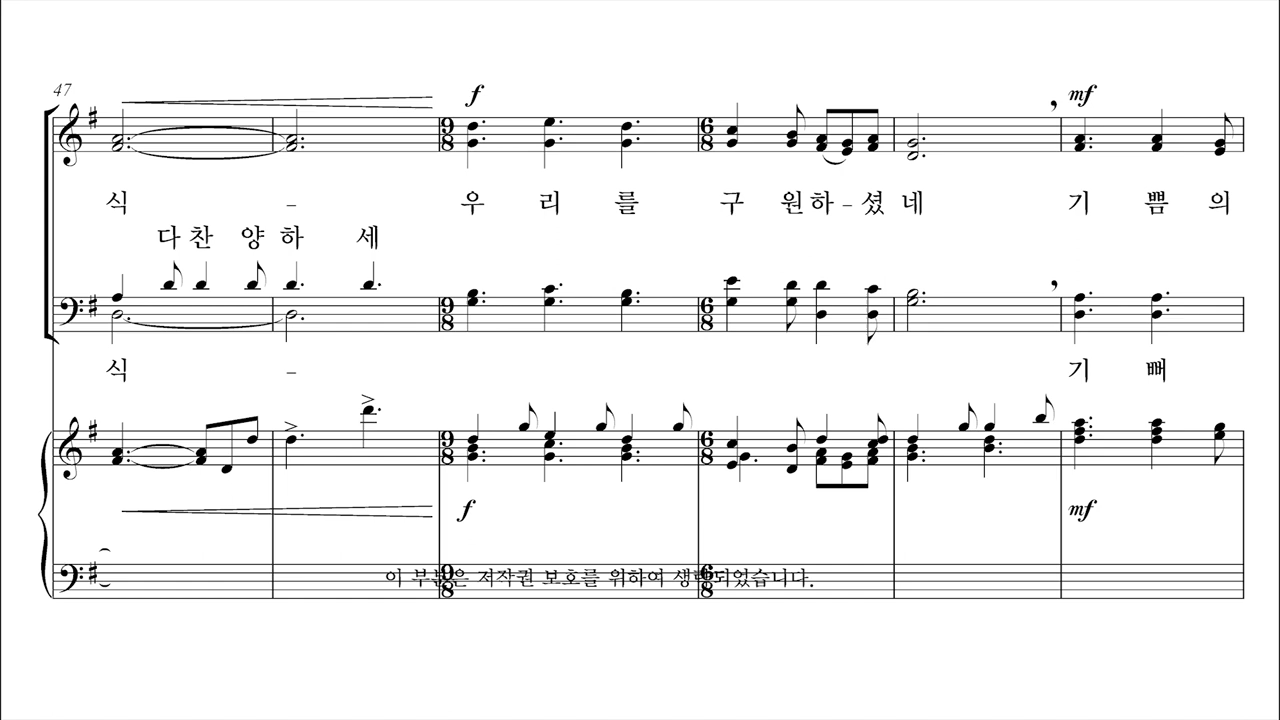 47
f
mf
식 - 우 리 를 구 원 하 - 셨 네 기 쁨 의
다 찬 양 하 세
식 - 기 뻐
f
mf
이 부분은 저작권 보호를 위하여 생략되었습니다.